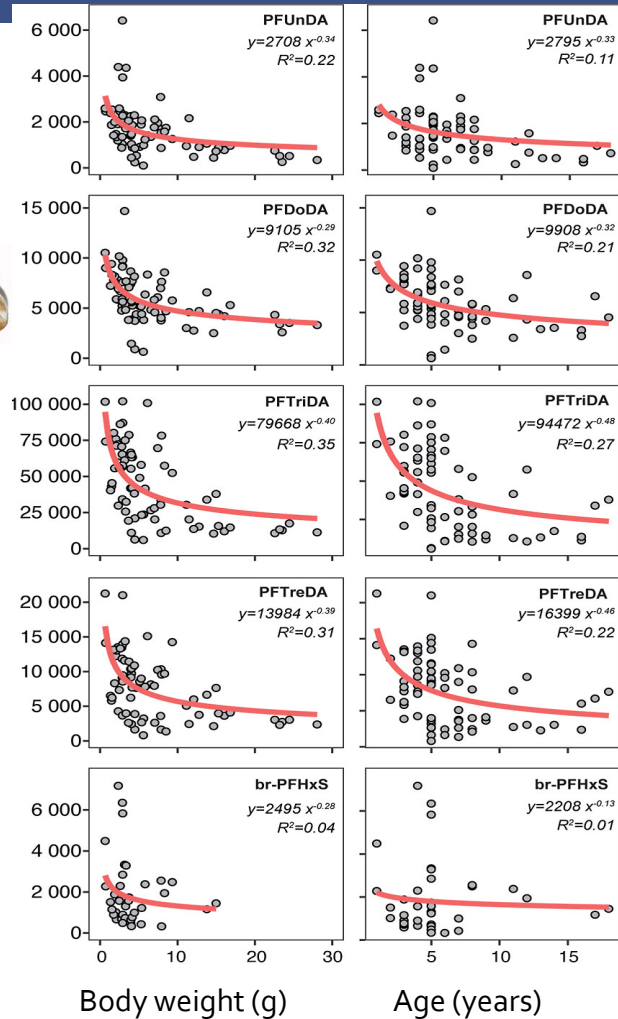 PFUnDA
y=2708 x-0.34
R2=0.22
6 000
4 000
2 000
0
PFUnDA
y=2795 x-0.33
R2=0.11
PFDoDA
y=9105 x-0.29
R2=0.32
15 000
10 000
5 000
0
PFDoDA
y=9908 x-0.32
R2=0.21
PFTriDA
y=79668 x-0.40
R2=0.35
100 000
75 000
50 000
25 000
0
PFTriDA
y=94472 x-0.48
R2=0.27
PFTreDA
y=13984 x-0.39
R2=0.31
20 000
15 000
10 000
5 000
0
PFTreDA
y=16399 x-0.46
R2=0.22
br-PFHxS
y=2495 x-0.28
R2=0.04
6 000
4 000
2 000
0
br-PFHxS
y=2208 x-0.13
R2=0.01
0 10 20 30
5 10 15
Body weight (g)
Age (years)